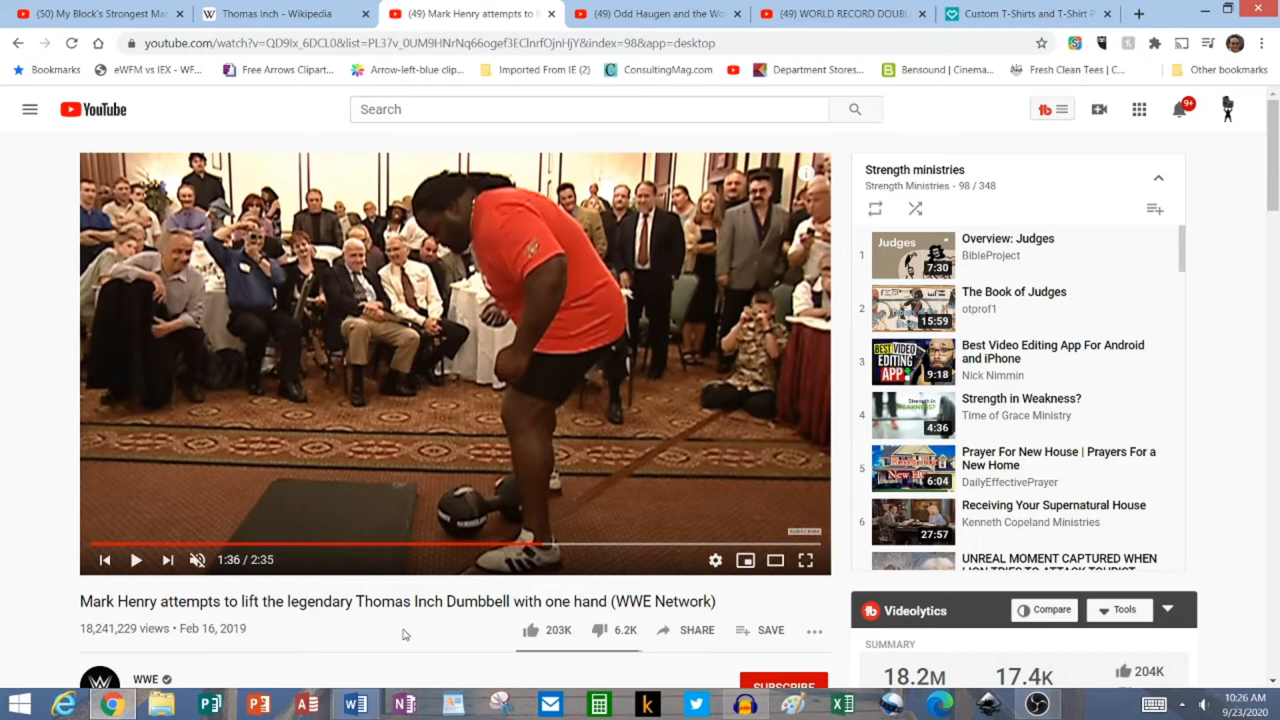 (50) My Block's Strongest Ma
Thomas Inch - Wikipedia
(49) Mark Henry attempts to l
(49) Odd Haugen and the Wo
(49) WORLD RECORD DOUBL
Custom T-Shirts and T-Shirt P
Bookmarks
eWFM vs IEX - WF...
Free Arrows Clipart...
Arrow-left-blue clip...
Imported From IE (2)
ConsultingMag.com
Department Stores...
Bensound | Cinema...
Fresh Clean Tees | C...
Other bookmarks
YouTube
Search
9+
SUBSCRIBE
1:36 / 2:35
Mark Henry attempts to lift the legendary Thomas Inch Dumbbell with one hand (WWE Network)
18,241,229 views • Feb 16, 2019
203K
6.2K
SHARE
SAVE
WWE
SUBSCRIBE
Strength ministries
Strength Ministries - 98 / 348
1
Judges
7:30
Overview: Judges
BibleProject
2
15:59
The Book of Judges
otprof1
3
BEST VIDEO EDITING APP
9:18
Best Video Editing App For Android
and iPhone
Nick Nimmin
4
4:36
Strength in Weakness?
Time of Grace Ministry
5
6:04
Prayer For New House | Prayers For a
New Home
DailyEffectivePrayer
6
27:57
Receiving Your Supernatural House
Kenneth Copeland Ministries
UNREAL MOMENT CAPTURED WHEN
Videolytics
Compare
Tools
SUMMARY
18.2M
17.4K
204K
10:26 AM
9/23/2020